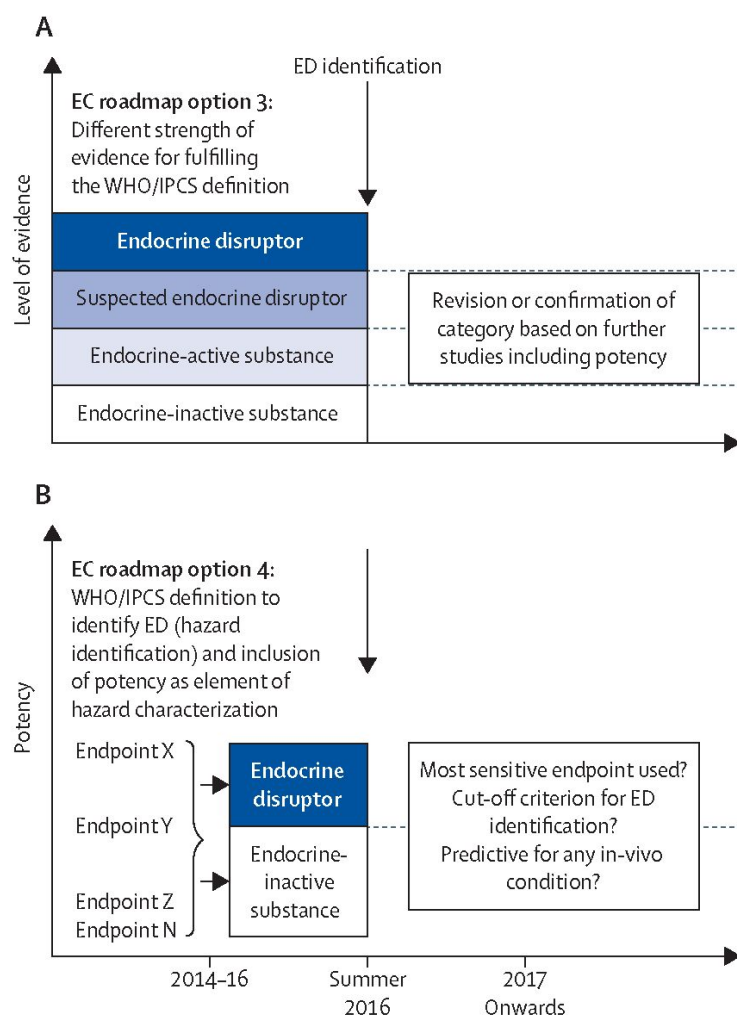 A
ED identification
EC roadmap option 3:
Different strength of
evidence for fulfilling
the WHO/IPCS definition
Level of evidence
Endocrine disruptor
Suspected endocrine disruptor
Endocrine-active substance
Endocrine-inactive substance
Revision or confirmation of
category based on further
studies including potency
B
EC roadmap option 4:
WHO/IPCS definition to
identify ED (hazard
identification) and inclusion
of potency as element of
hazard characterization
Potency
Endpoint X
Endpoint Y
Endpoint Z
Endpoint N
Endocrine
disruptor
Endocrine-
inactive
substance
Most sensitive endpoint used?
Cut-off criterion for ED
identification?
Predictive for any in-vivo
condition?
2014–16
Summer
2016
2017
Onwards